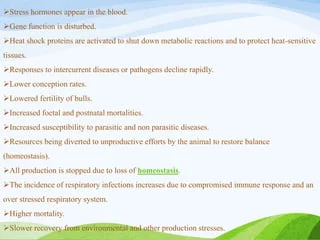 ➢Stress hormones appear in the blood.
➢Gene function is disturbed.
➢Heat shock proteins are activated to shut down metabolic reactions and to protect heat-sensitive
tissues.
➢Responses to intercurrent diseases or pathogens decline rapidly.
➢Lower conception rates.
➢Lowered fertility of bulls.
➢Increased foetal and postnatal mortalities.
➢Increased susceptibility to parasitic and non parasitic diseases.
➢Resources being diverted to unproductive efforts by the animal to restore balance
(homeostasis).
➢All production is stopped due to loss of homeostasis.
➢The incidence of respiratory infections increases due to compromised immune response and an
over stressed respiratory system.
➢Higher mortality.
➢Slower recovery from environmental and other production stresses.